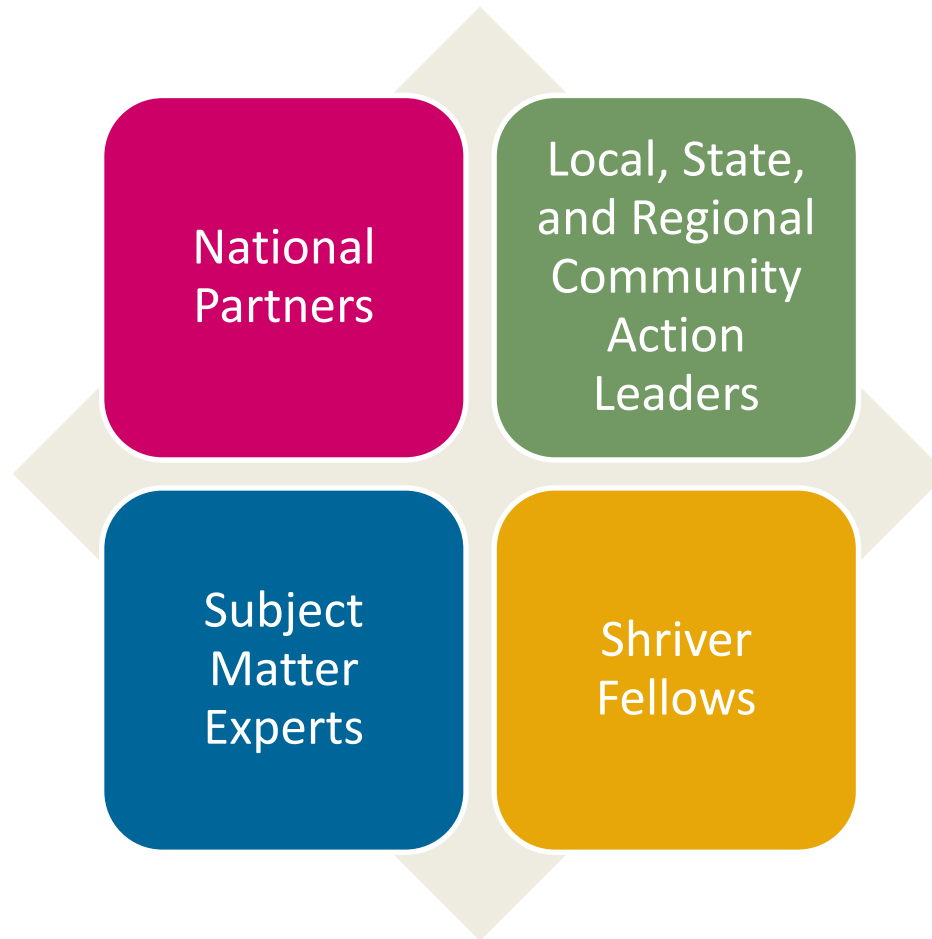 National
Partners
Local, State,
and Regional
Community
Action
Leaders
Subject
Matter
Experts
Shriver
Fellows